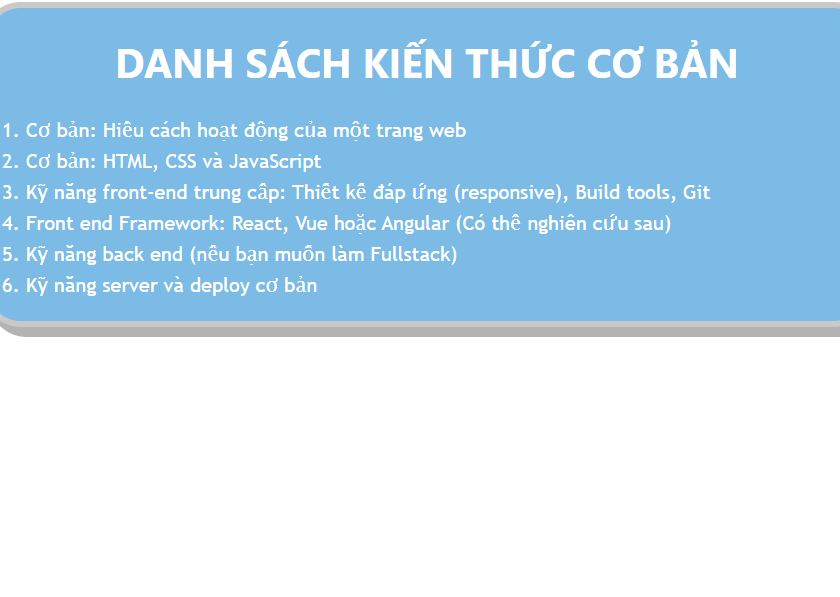 DANH SÁCH KIẾN THỨC CƠ BẢN
1. Cơ bản: Hiểu cách hoạt động của một trang web
2. Cơ bản: HTML, CSS và JavaScript
3. Kỹ năng front-end trung cấp: Thiết kế đáp ứng (responsive), Build tools, Git
4. Front end Framework: React, Vue hoặc Angular (Có thể nghiên cứu sau)
5. Kỹ năng back end (nếu bạn muốn làm Fullstack)
6. Kỹ năng server và deploy cơ bản